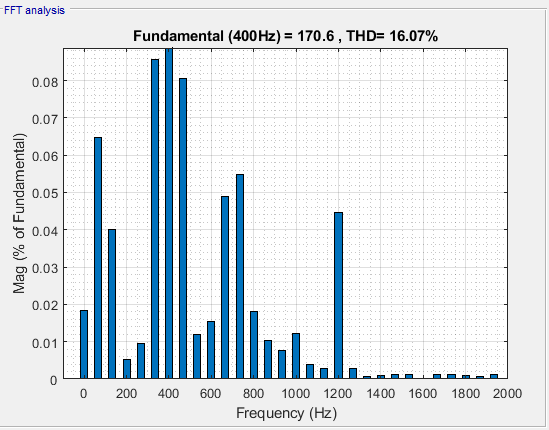 FFT analysis
Fundamental (400Hz) = 170.6 , THD= 16.07%
0.08
0.07
0.06
0.05
0.04
0.03
0.02
0.01
0
Mag (% of Fundamental)
0 200 400 600 800 1000 1200 1400 1600 1800 2000
Frequency (Hz)